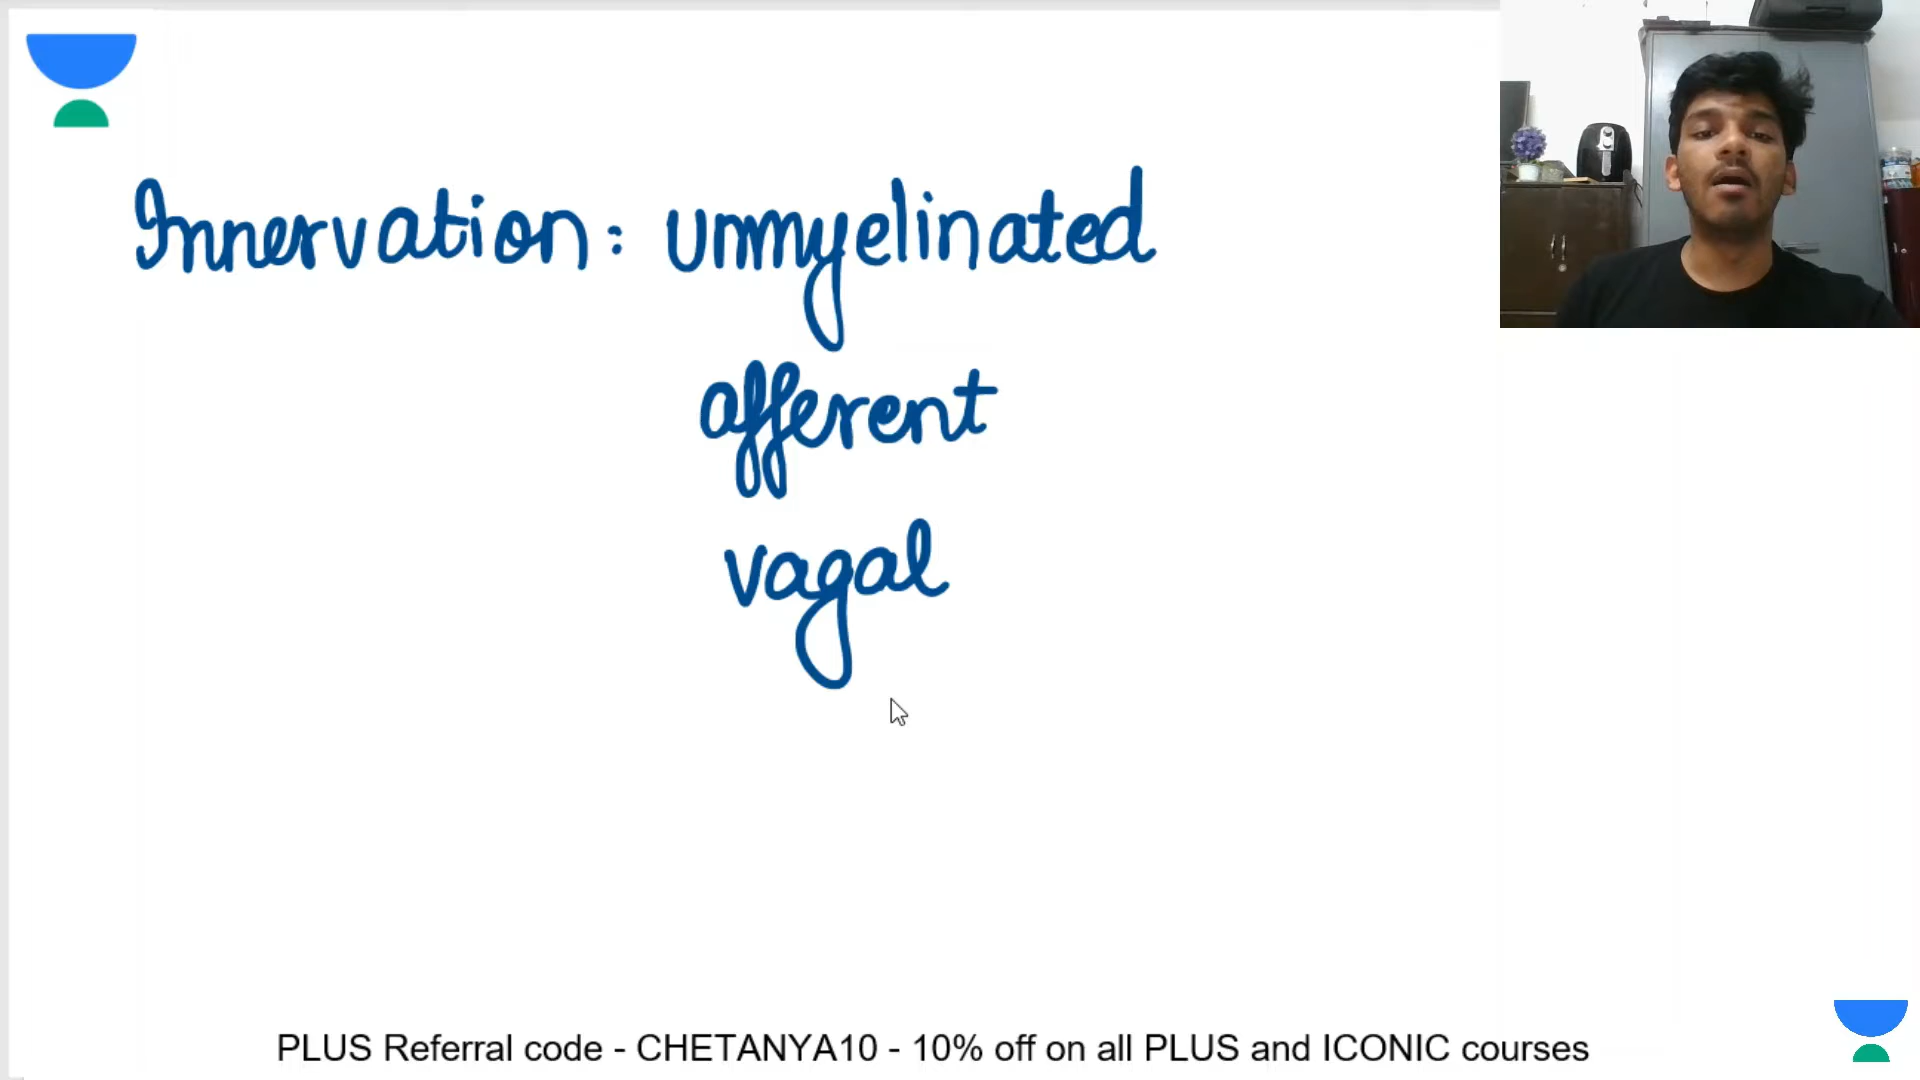 Innervation: unmyelinated
afferent
vagal
PLUS Referral code - CHETANYA10 - 10% off on all PLUS and ICONIC courses